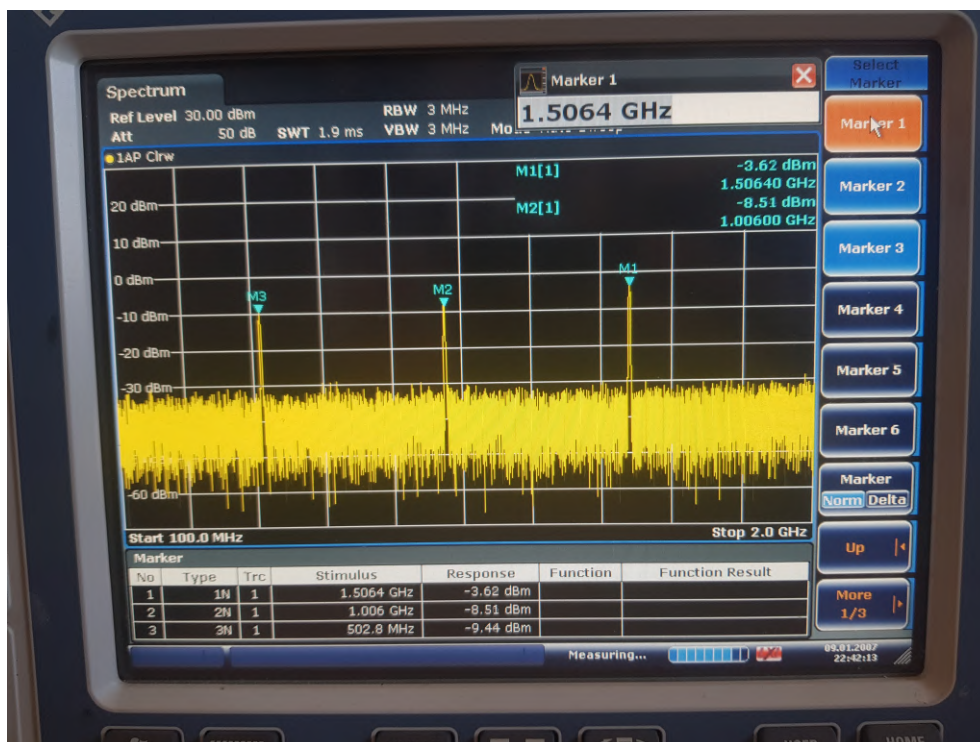 Spectrum
Ref Level 30.00 dBm RBW 3 MHz
Att 50 dB SWT 1.9 ms VBW 3 MHz
1AP Clrw
Marker 1
1.5064 GHz
M1[1] -3.62 dBm
1.50640 GHz
M2[1] -8.51 dBm
1.00600 GHz
20 dBm
10 dBm
0 dBm
-10 dBm
-20 dBm
-30 dBm
-60 dBm
M3
M2
M1
Start 100.0 MHz Stop 2.0 GHz
Marker
No Type Trc Stimulus Response Function Function Result
1 1N 1 1.5064 GHz -3.62 dBm
2 2N 1 1.006 GHz -8.51 dBm
3 3N 1 502.8 MHz -9.44 dBm
Measuring...
09.01.2007
22:42:13
Select
Marker
Marker 1
Marker 2
Marker 3
Marker 4
Marker 5
Marker 6
Marker
Norm Delta
Up
More
1/3
HOME